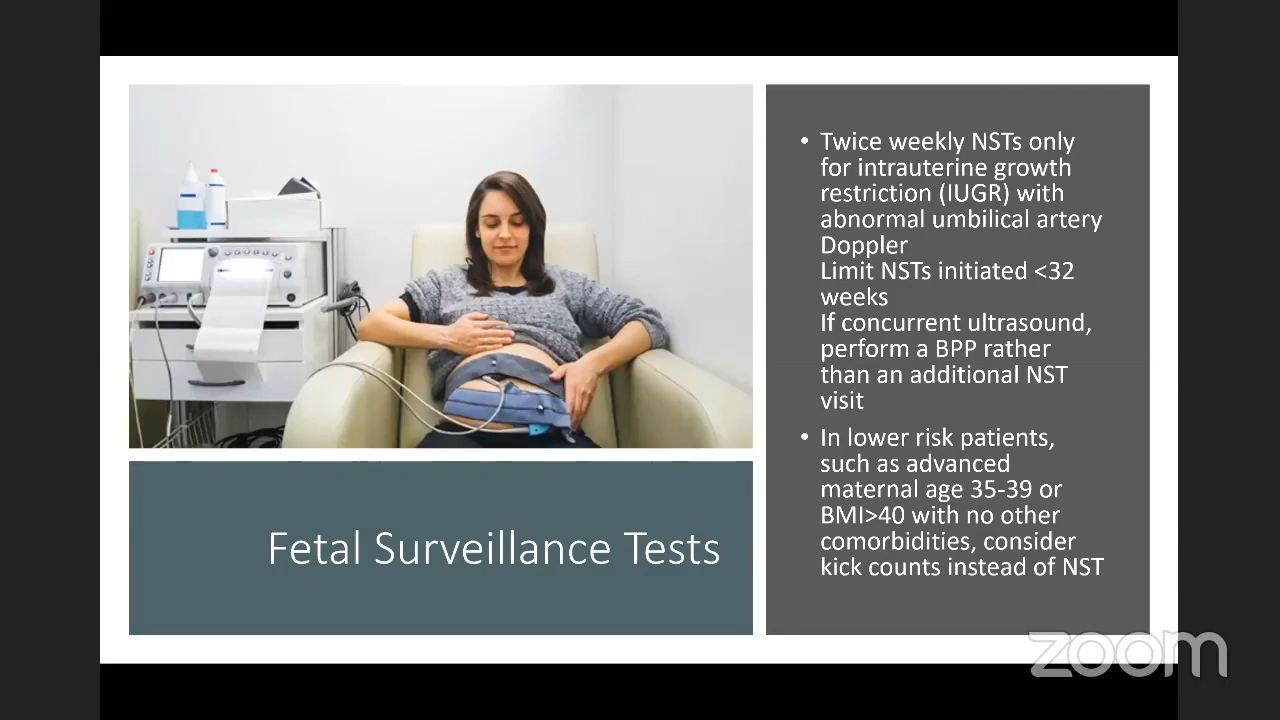 • Twice weekly NSTs only
for intrauterine growth
restriction (IUGR) with
abnormal umbilical artery
Doppler
Limit NSTs initiated <32
weeks
If concurrent ultrasound,
perform a BPP rather
than an additional NST
visit
• In lower risk patients,
such as advanced
maternal age 35-39 or
BMI>40 with no other
comorbidities, consider
kick counts instead of NST
Fetal Surveillance Tests
zoom